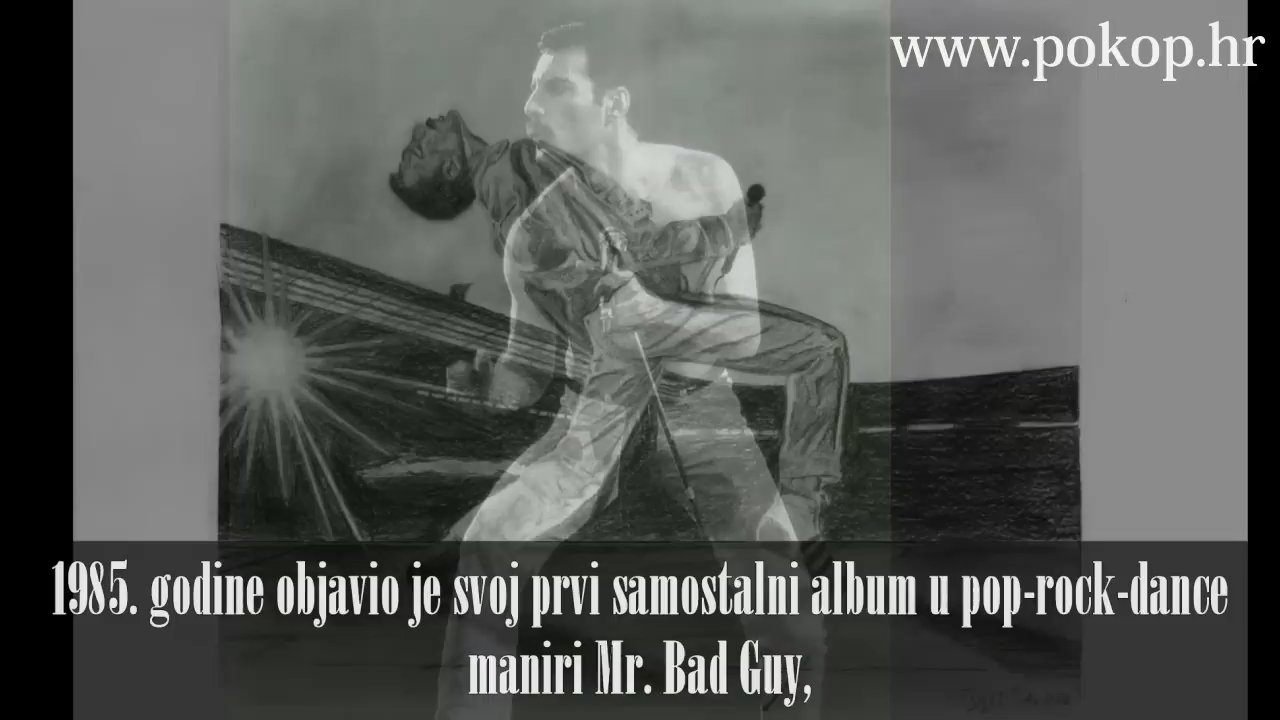 www.pokop.hr
1985. godine objavio je svoj prvi samostalni album u pop-rock-dance
maniri Mr. Bad Guy,